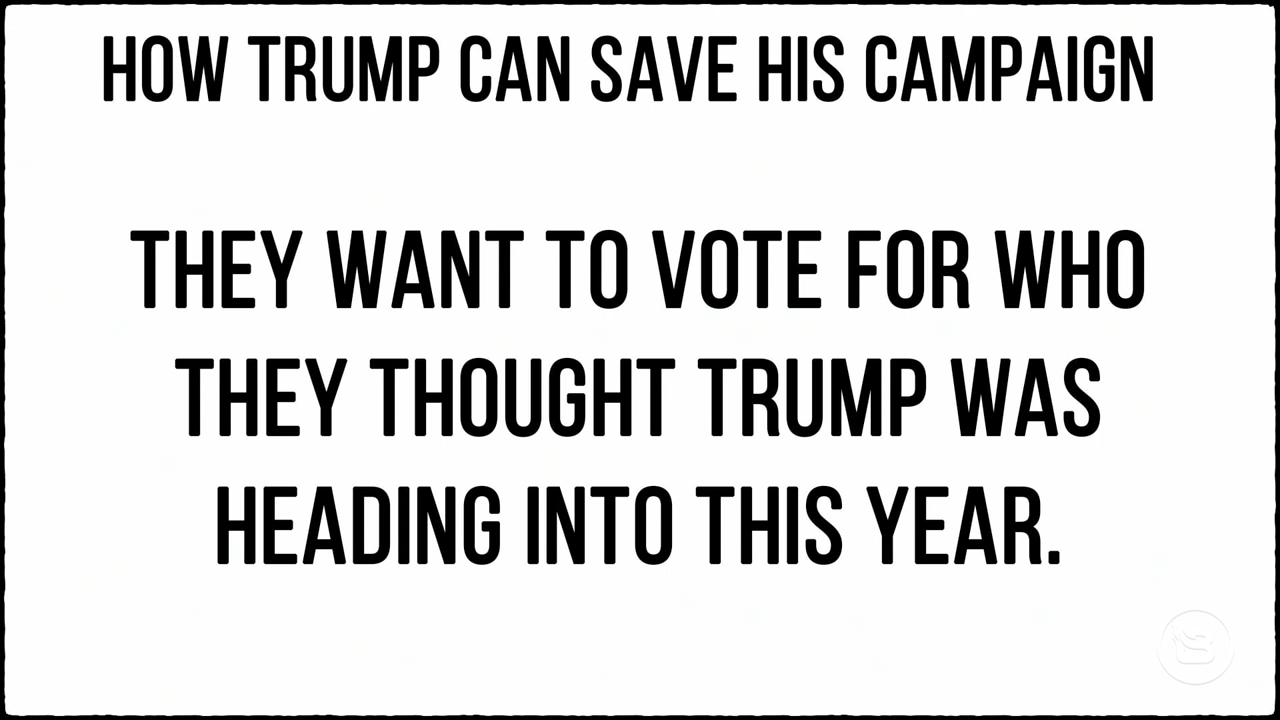 HOW TRUMP CAN SAVE HIS CAMPAIGN
THEY WANT TO VOTE FOR WHO
THEY THOUGHT TRUMP WAS
HEADING INTO THIS YEAR.